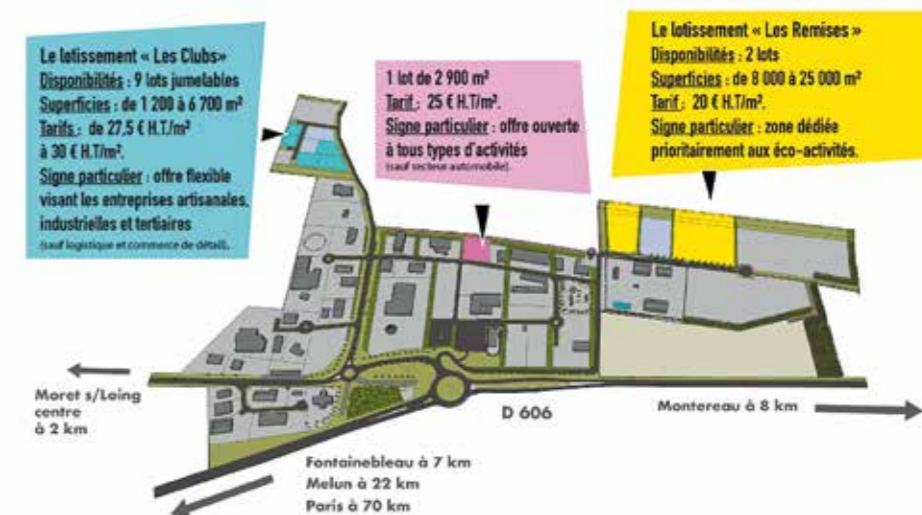 Le lotissement « Les Clubs»
Disponibilités : 9 lots jumelables
Superficies : de 1 200 à 6 700 m²
Tarifs : de 27,5 € H.T/m²
à 30 € H.T/m².
Signe particulier : offre flexible
visant les entreprises artisanales,
industrielles et tertiaires
(sauf logistique et commerce de détail).
1 lot de 2 900 m²
Tarif : 25 € H.T/m².
Signe particulier : offre ouverte
à tous types d'activités
(sauf secteur automobile).
Le lotissement « Les Remises »
Disponibilités : 2 lots
Superficies : de 8 000 à 25 000 m²
Tarif : 20 € H.T/m².
Signe particulier : zone dédiée
prioritairement aux éco-activités.
Moret s/Loing
centre
à 2 km
D 606
Montereau à 8 km
Fontainebleau à 7 km
Melun à 22 km
Paris à 70 km